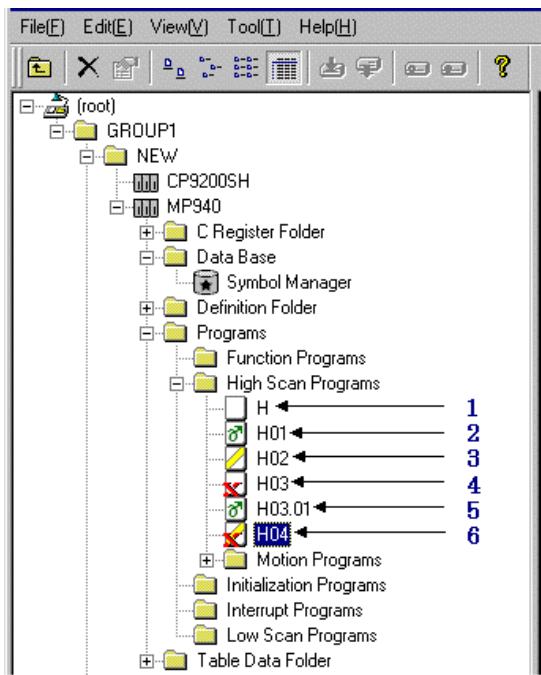 File(F) Edit(E) View(V) Tool(T) Help(H)
(root)
GROUP1
NEW
CP9200SH
MP940
C Register Folder
Data Base
Symbol Manager
Definition Folder
Programs
Function Programs
High Scan Programs
H 1
H01 2
H02 3
H03 4
H03.01 5
H04 6
Motion Programs
Initialization Programs
Interrupt Programs
Low Scan Programs
Table Data Folder